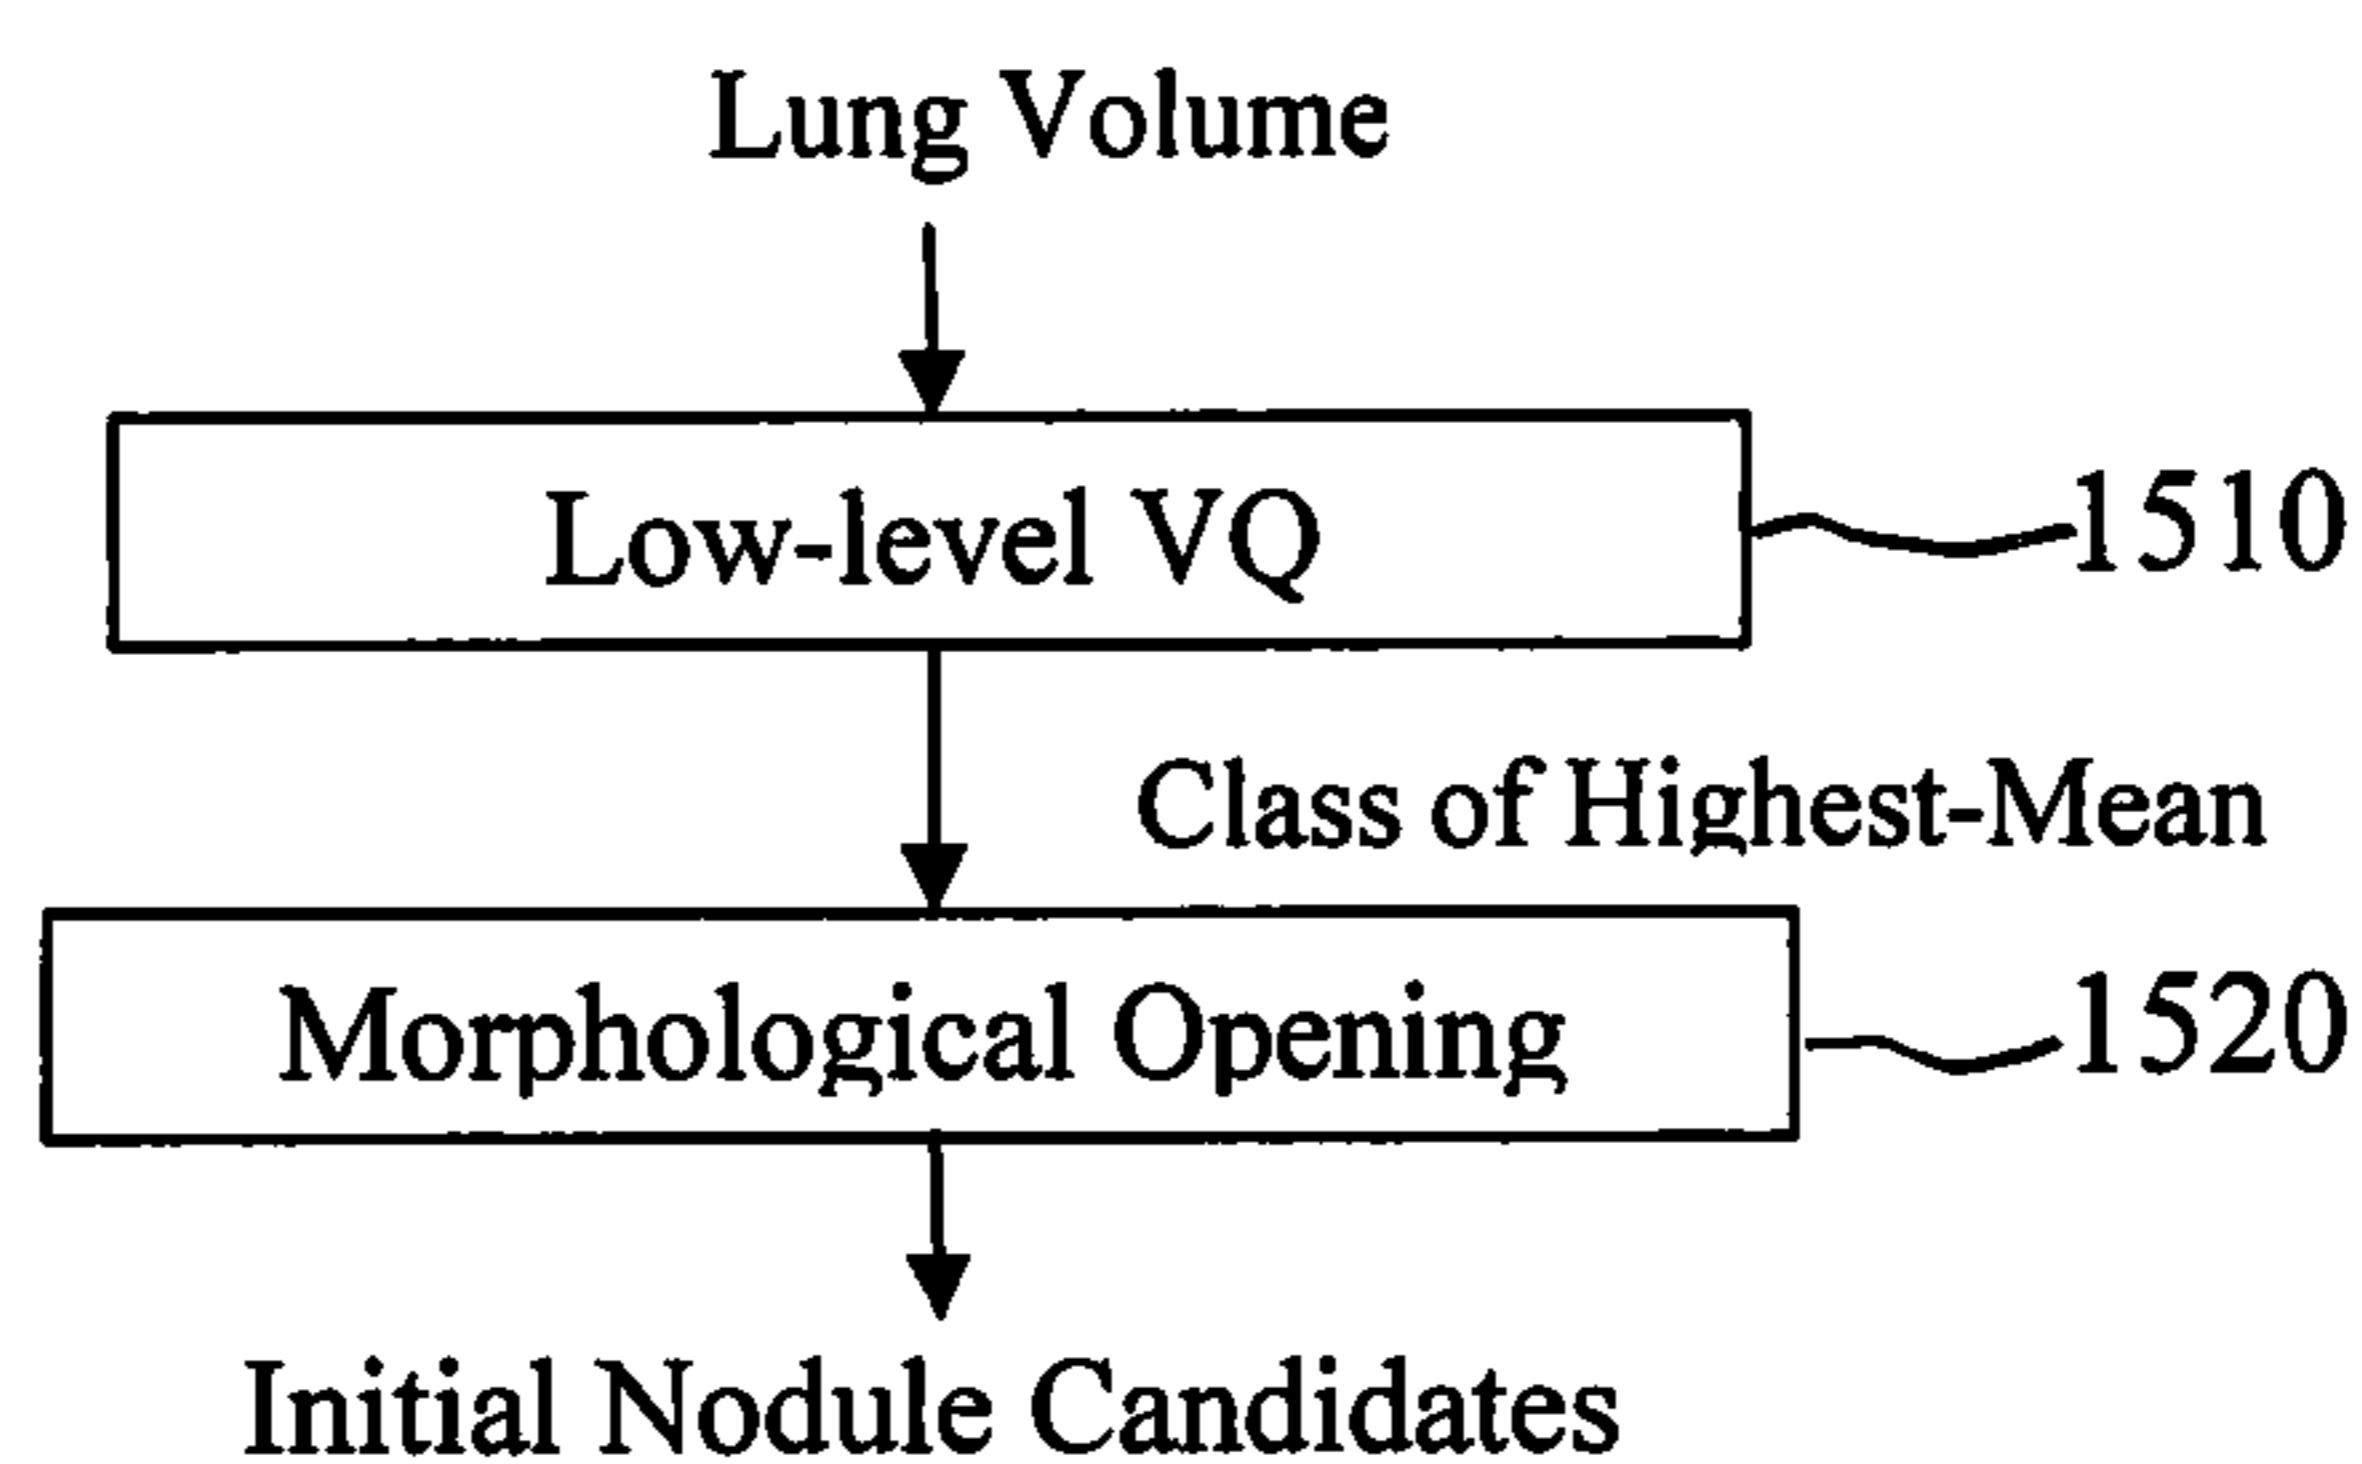 Lung Volume
Low-level VQ
1510
Class of Highest-Mean
Morphological Opening
1520
Initial Nodule Candidates